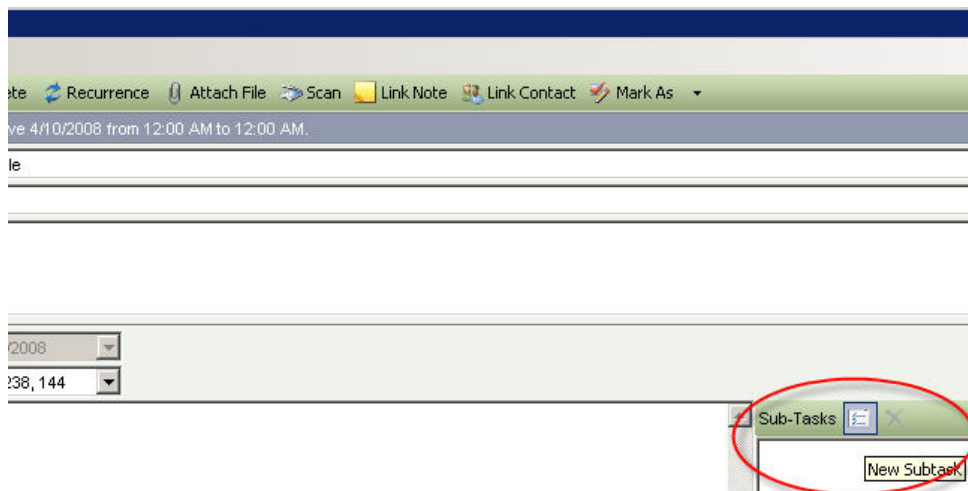 ete Recurrence Attach File Scan Link Note Link Contact Mark As
ve 4/10/2008 from 12:00 AM to 12:00 AM.
le
/2008
238, 144
Sub-Tasks
New Subtask